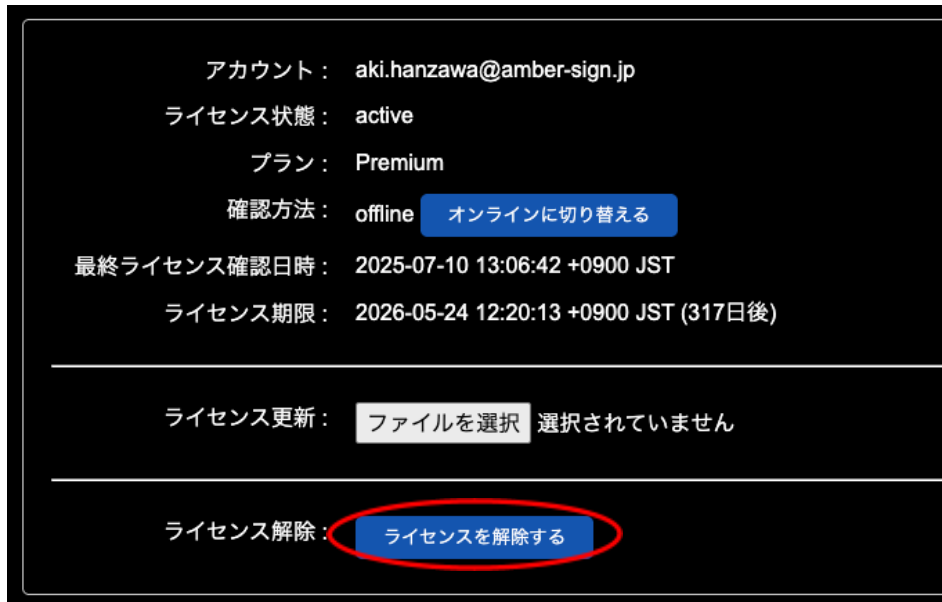 アカウント : aki.hanzawa@amber-sign.jp
ライセンス状態 : active
プラン : Premium
確認方法 : offline オンラインに切り替える
最終ライセンス確認日時 : 2025-07-10 13:06:42 +0900 JST
ライセンス期限 : 2026-05-24 12:20:13 +0900 JST (317日後)
ライセンス更新 : ファイルを選択 選択されていません
ライセンス解除 : ライセンスを解除する